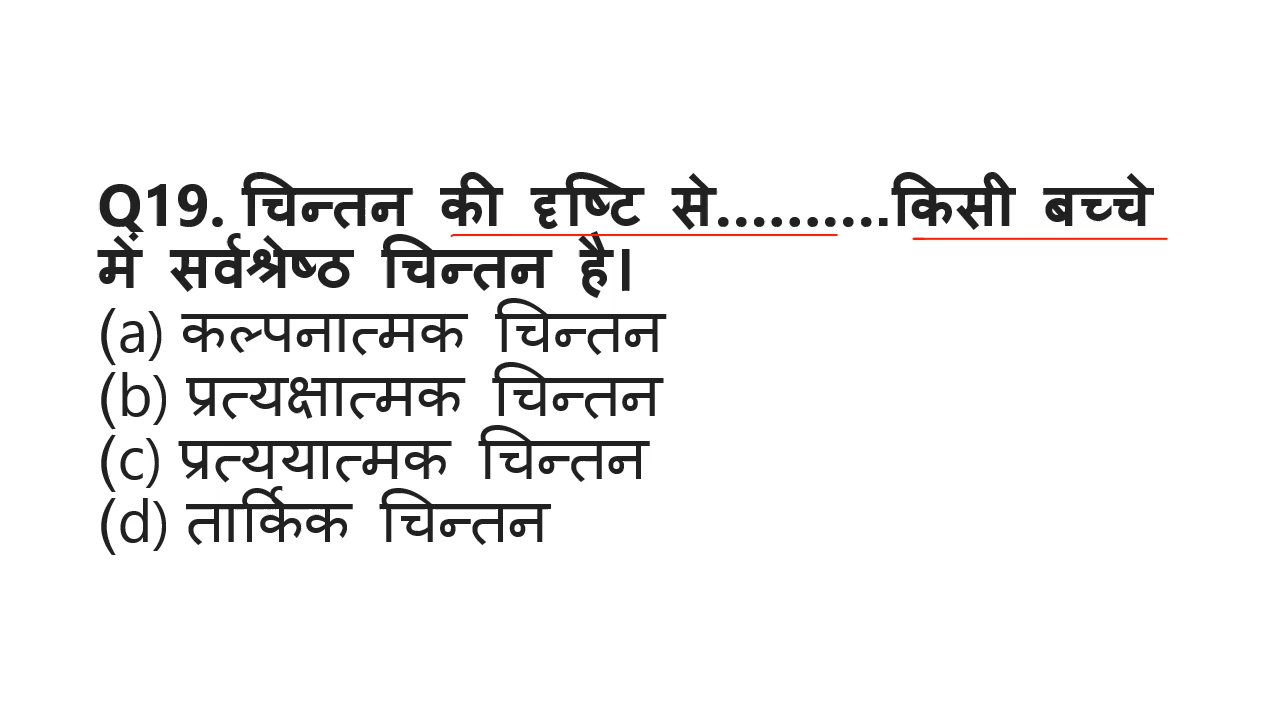 Q19. चिन्तन की दृष्टि से..........किसी बच्चे
में सर्वश्रेष्ठ चिन्तन है।
(a) कल्पनात्मक चिन्तन
(b) प्रत्यक्षात्मक चिन्तन
(c) प्रत्ययात्मक चिन्तन
(d) तार्किक चिन्तन